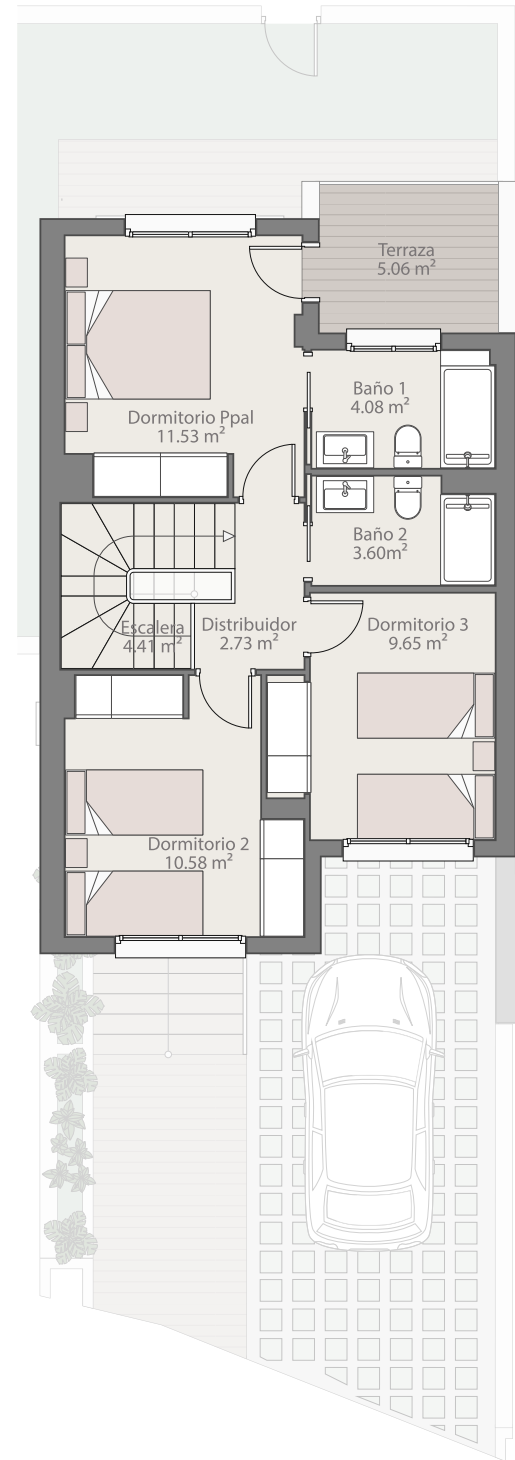 Terraza
5.06 m²
Baño 1
4.08 m²
Dormitorio Ppal
11.53 m²
Baño 2
3.60m²
Escalera
4.41 m²
Distribuidor
2.73 m²
Dormitorio 3
9.65 m²
Dormitorio 2
10.58 m²